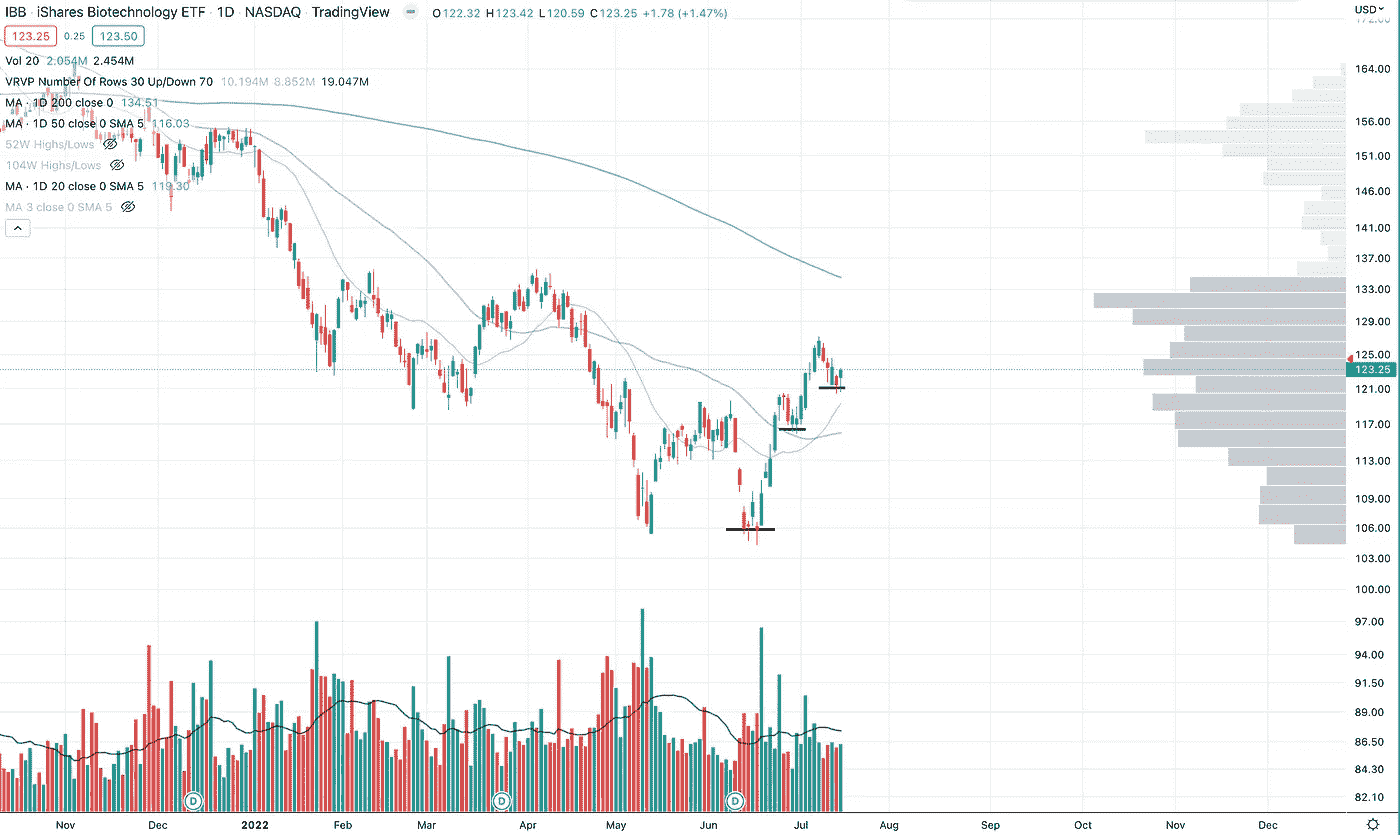 IBB · iShares Biotechnology ETF · 1D · NASDAQ · TradingView O122.32 H123.42 L120.59 C123.25 +1.78 (+1.47%)
USD
172.00
123.25 0.25 123.50
Vol 20 2.054M 2.454M
VRVP Number Of Rows 30 Up/Down 70 10.194M 8.852M 19.047M
MA · 1D 200 close 0 134.51
MA · 1D 50 close 0 SMA 5 116.03
52W Highs/Lows
104W Highs/Lows
MA · 1D 20 close 0 SMA 5 119.30
MA 3 close 0 SMA 5
164.00
156.00
151.00
146.00
141.00
137.00
133.00
129.00
125.00
123.25
121.00
117.00
113.00
109.00
106.00
103.00
100.00
97.00
94.00
91.50
89.00
86.50
84.30
82.10
D D D
Nov Dec 2022 Feb Mar Apr May Jun Jul Aug Sep Oct Nov Dec